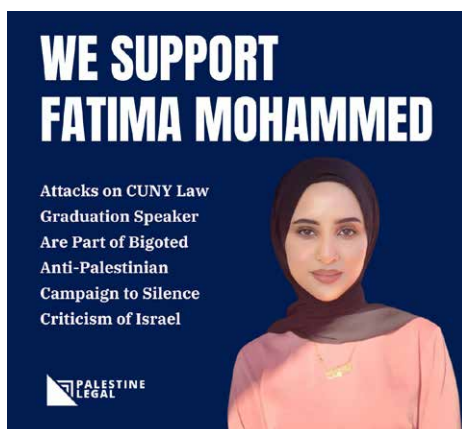 WE SUPPORT
FATIMA MOHAMMED
Attacks on CUNY Law
Graduation Speaker
Are Part of Bigoted
Anti-Palestinian
Campaign to Silence
Criticism of Israel
PALESTINE
LEGAL